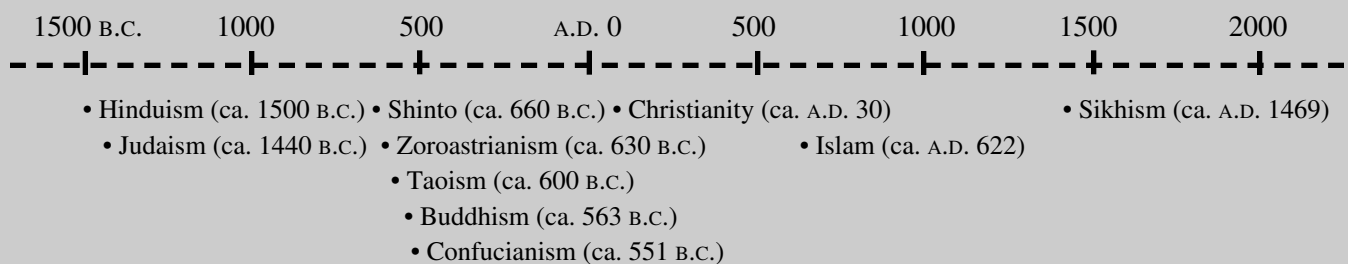 1500 B.C. 1000 500 A.D. 0 500 1000 1500 2000
• Hinduism (ca. 1500 B.C.) • Shinto (ca. 660 B.C.) • Christianity (ca. A.D. 30) • Sikhism (ca. A.D. 1469)
• Judaism (ca. 1440 B.C.) • Zoroastrianism (ca. 630 B.C.) • Islam (ca. A.D. 622)
• Taoism (ca. 600 B.C.)
• Buddhism (ca. 563 B.C.)
• Confucianism (ca. 551 B.C.)